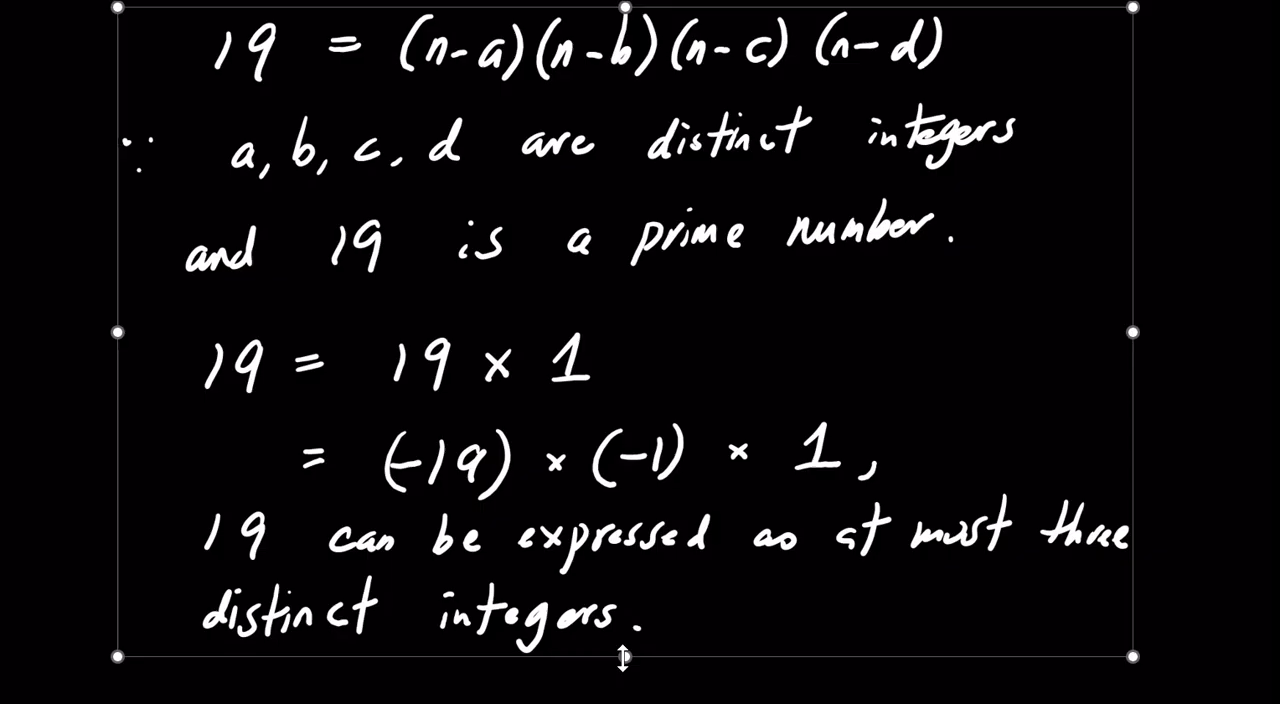 19 = (n-a)(n-b)(n-c)(n-d)
∵ a, b, c, d are distinct integers
and 19 is a prime number.
19 = 19 × 1
= (-19) × (-1) × 1,
19 can be expressed as at most three
distinct integers.